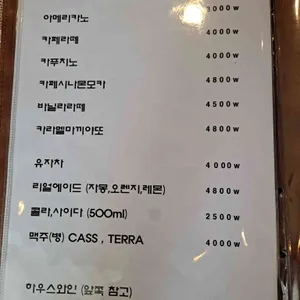 아메리카노 3000w
카페라떼 4000w
카푸치노 4000w
카페시나몬모카 4800w
바닐라라떼 4500w
카라멜마끼야또 4800w
유자차 4000w
리얼에이드 (자몽,오렌지,레몬) 4800w
콜라,사이다 (500ml) 2500w
맥주(병) CASS , TERRA 4000w
하우스와인 (앞쪽 참고)